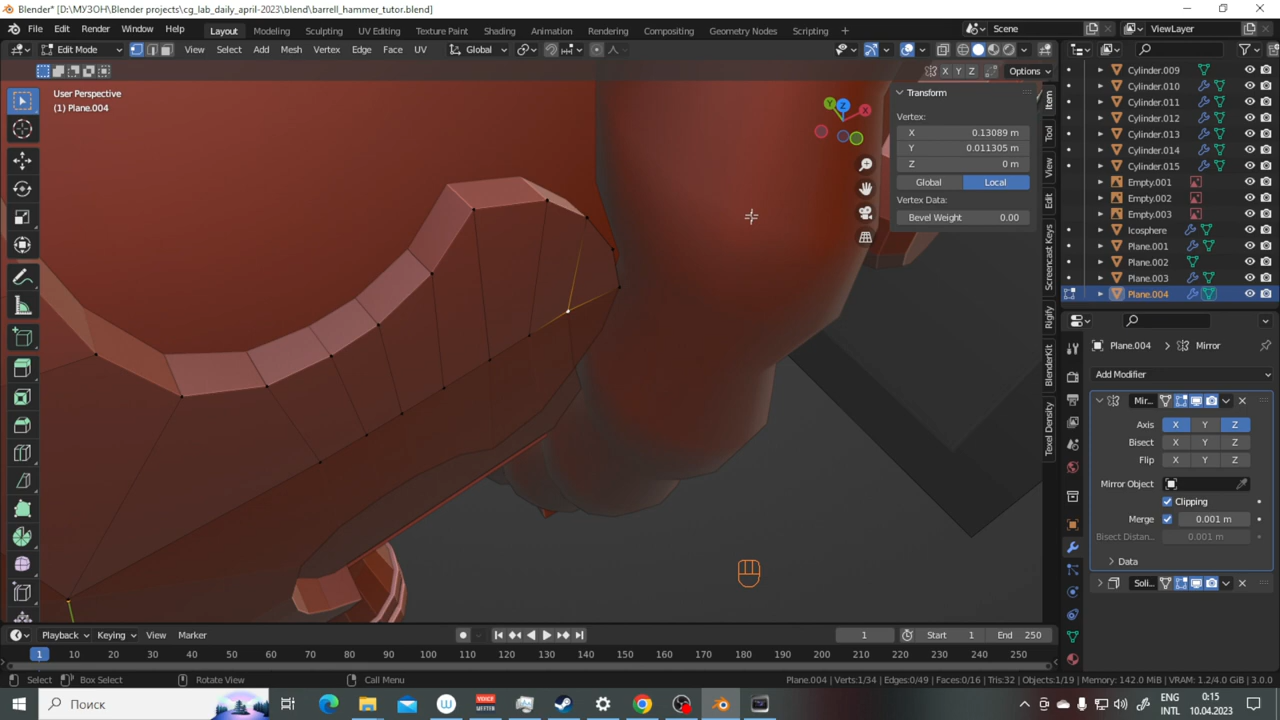 Blender* [D:\МУЗОН\Blender projects\cg_lab_daily_april-2023\blend\barrell_hammer_tutor.blend]
File Edit Render Window Help Layout Modeling Sculpting UV Editing Texture Paint Shading Animation Rendering Compositing Geometry Nodes Scripting Scene ViewLayer
Edit Mode View Select Add Mesh Vertex Edge Face UV Global
X Y Z Options
User Perspective
(1) Plane.004
Transform
Vertex:
X 0.13089 m
Y 0.011305 m
Z 0 m
Global Local
Vertex Data:
Bevel Weight 0.00
Item
Tool
View
Edit
Screencast Keys
Rigify
BlenderKit
Texel Density
Cylinder.009
Cylinder.010
Cylinder.011
Cylinder.012
Cylinder.013
Cylinder.014
Cylinder.015
Empty.001
Empty.002
Empty.003
Icosphere
Plane.001
Plane.002
Plane.003
Plane.004
Plane.004 > Mirror
Add Modifier
Mir...
Axis X Y Z
Bisect X Y Z
Flip X Y Z
Mirror Object
Clipping
Merge 0.001 m
Bisect Distan... 0.001 m
Data
Soli...
Playback Keying View Marker 1 Start 1 End 250
1 10 20 30 40 50 60 70 80 90 100 110 120 130 140 150 160 170 180 190 200 210 220 230 240 250
Select Box Select Rotate View Call Menu Plane.004 | Verts:1/34 | Edges:0/49 | Faces:0/16 | Tris:32 | Objects:1/19 | Memory: 142.0 MiB | VRAM: 1.2/4.0 GiB | 3.0.0
Поиск
VOICE
ENG
INTL
0:15
10.04.2023